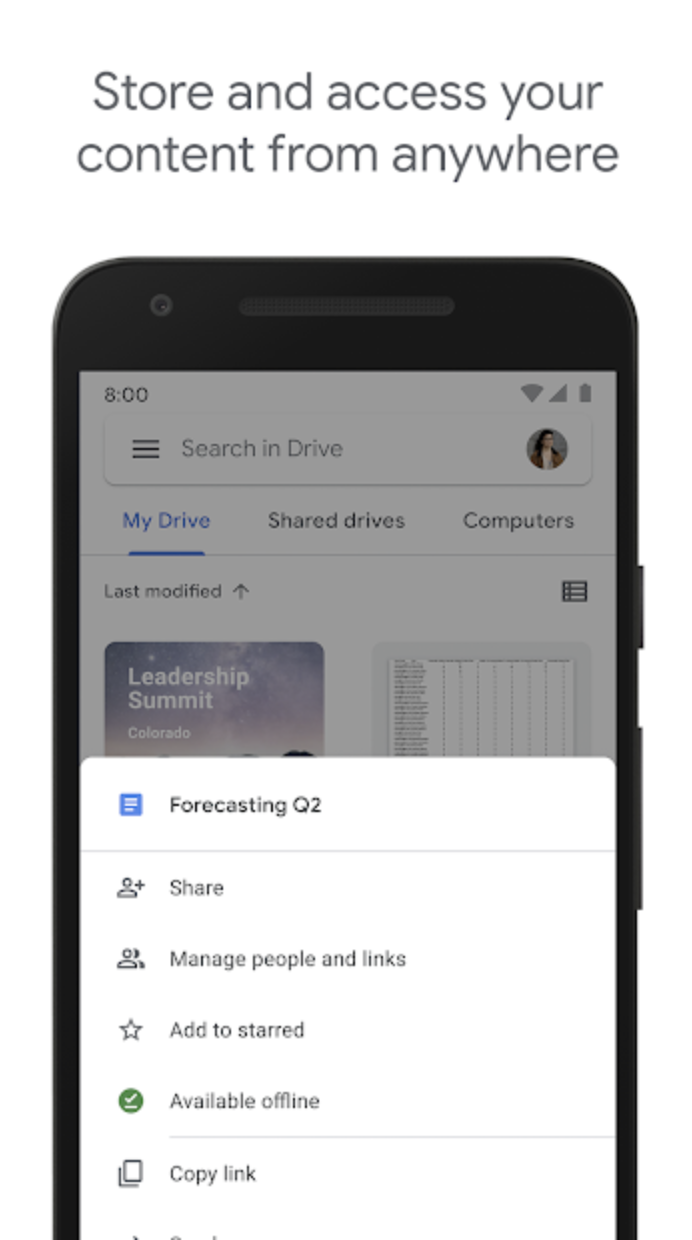 Store and access your
content from anywhere
8:00
Search in Drive
My Drive Shared drives Computers
Last modified
Leadership
Summit
Colorado
Forecasting Q2
Share
Manage people and links
Add to starred
Available offline
Copy link